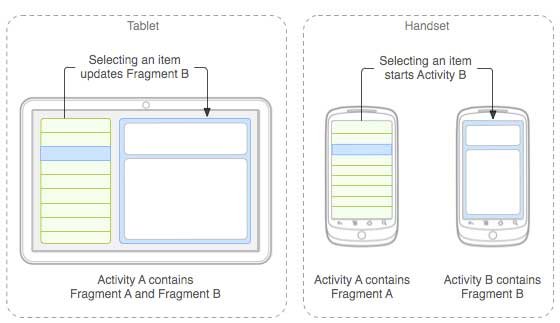 Tablet
Selecting an item
updates Fragment B
Activity A contains
Fragment A and Fragment B
Handset
Selecting an item
starts Activity B
Activity A contains
Fragment A
Activity B contains
Fragment B